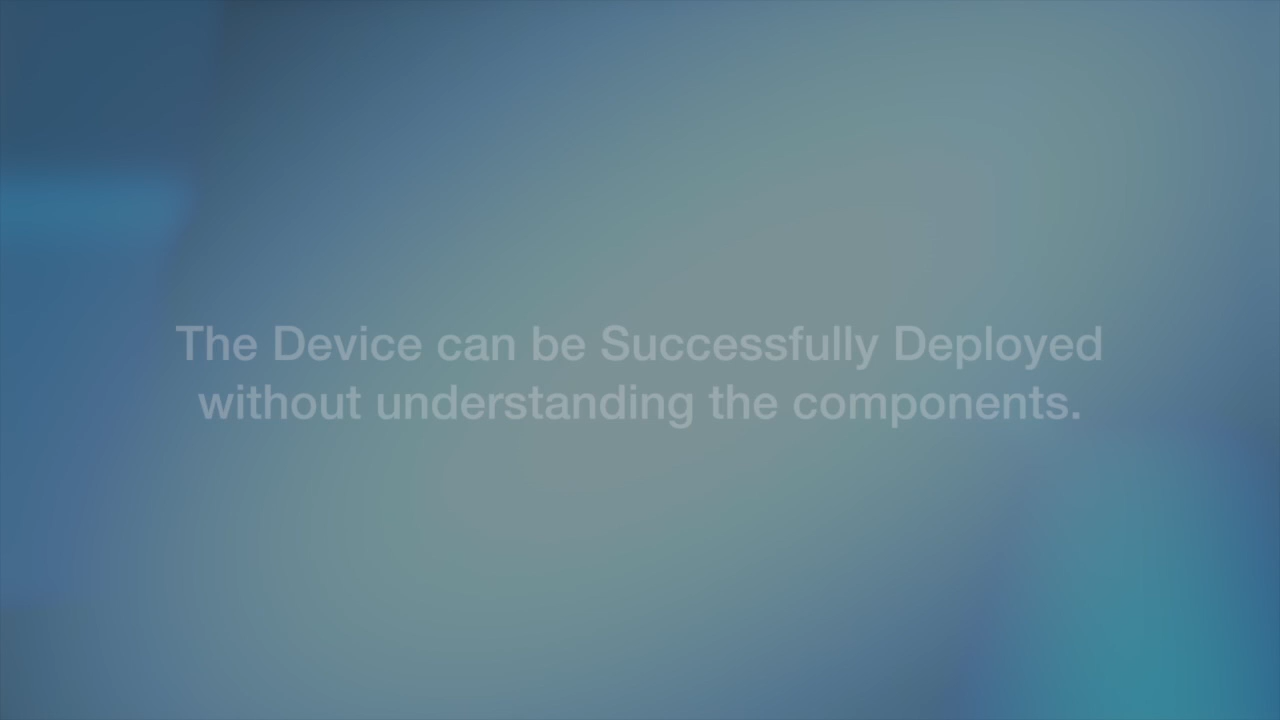 The Device can be Successfully Deployed
without understanding the components.